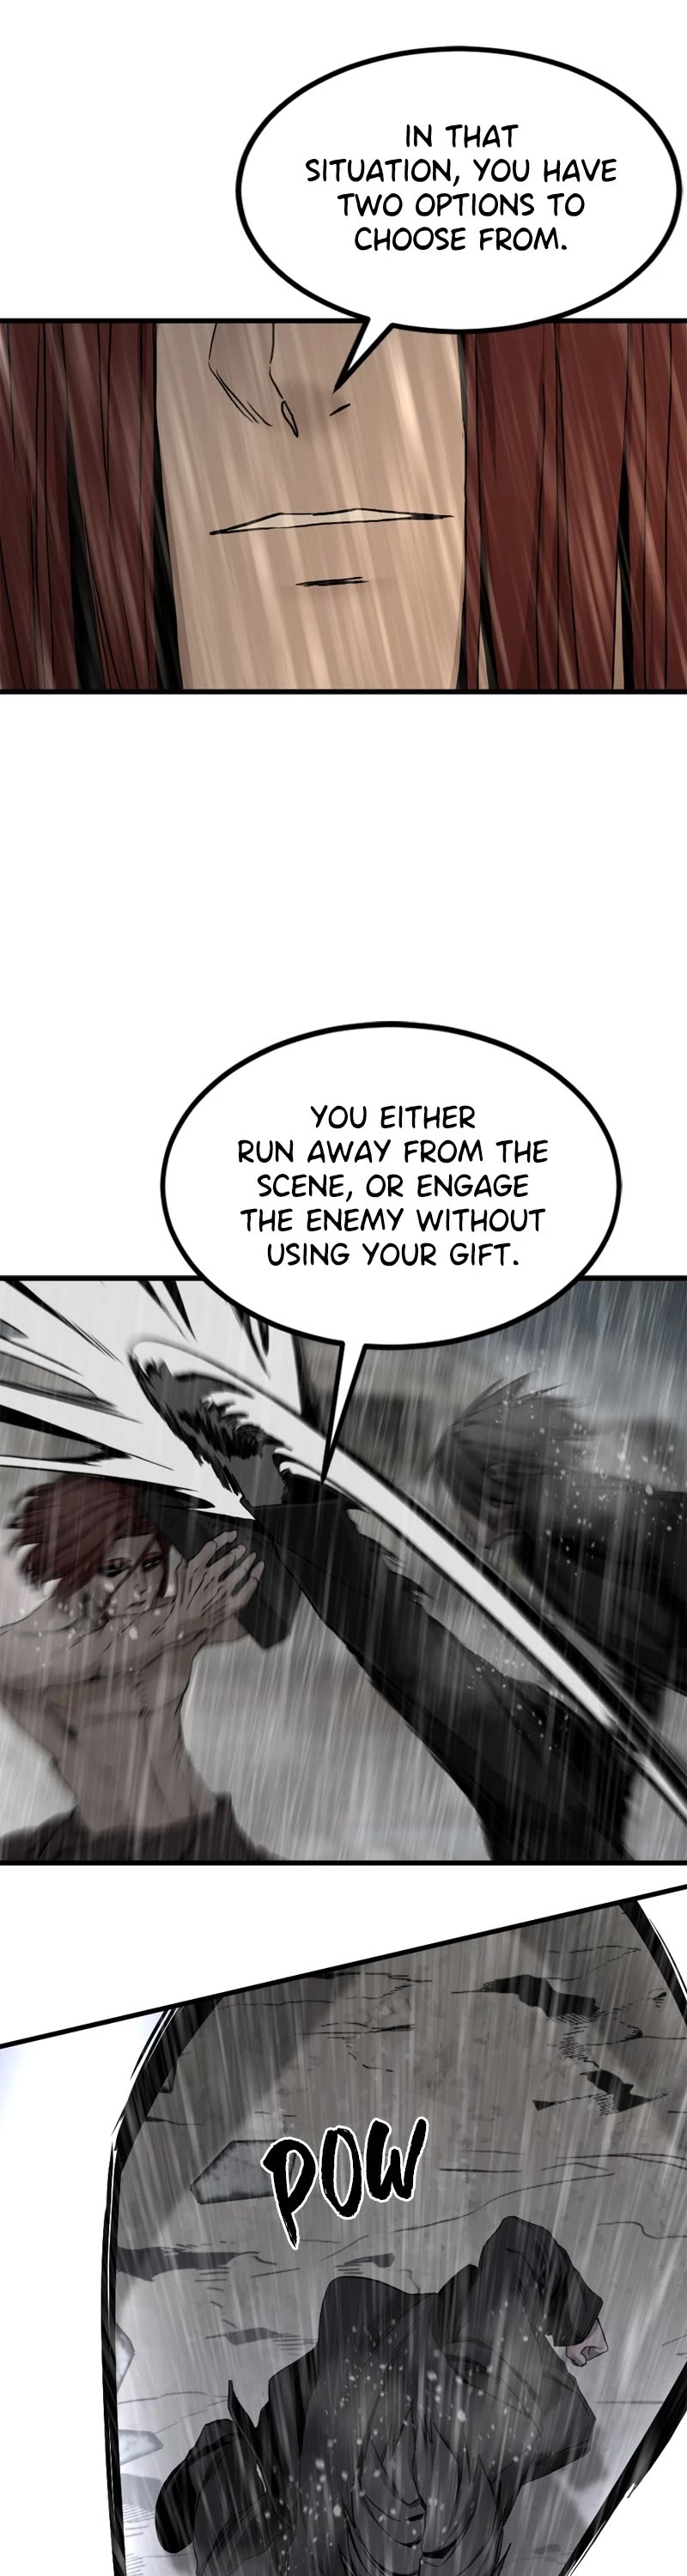 IN THAT
SITUATION, YOU HAVE
TWO OPTIONS TO
CHOOSE FROM.
YOU EITHER
RUN AWAY FROM THE
SCENE, OR ENGAGE
THE ENEMY WITHOUT
USING YOUR GIFT.
POW